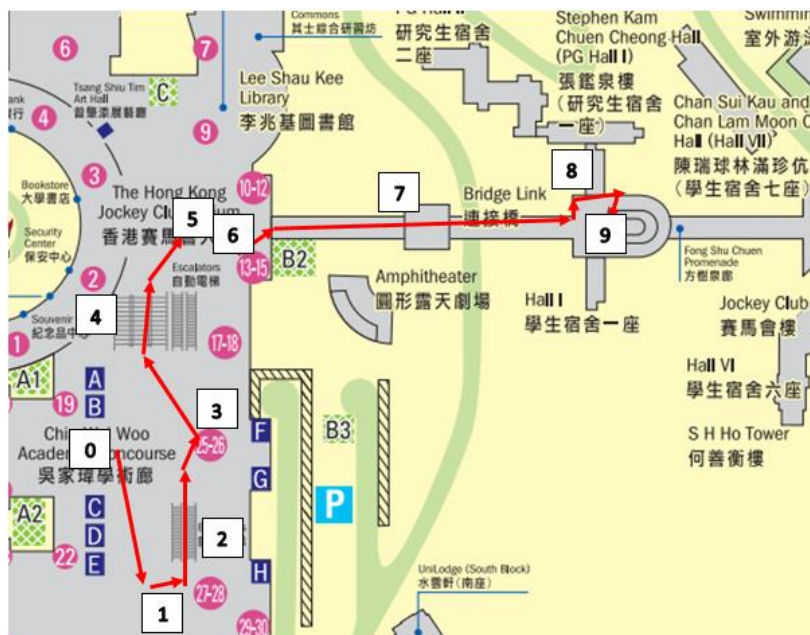 Commons
其士綜合研習坊
研究生宿舍
二座
Stephen Kam
Chuen Cheong Hall
(PG Hall I)
張鑑泉樓
(研究生宿舍
一座)
Swimming
室外游泳
6
7
Tsang Shiu Tim
Art Hall
曾肇添展藝廳
C
Lee Shau Kee
Library
李兆基圖書館
Chan Sui Kau and
Chan Lam Moon C
Hall (Hall VII)
陳瑞球林滿珍伉
(學生宿舍七座)
4
9
3
Bookstore
大學書店
The Hong Kong
Jockey Club
香港賽馬會
10-12
5
6
7
8
9
Bridge Link
連接橋
Security
Center
保安中心
13-15
B2
Fong Shu Chuen
Promenade
方樹泉廊
2
Escalators
自動電梯
Amphitheater
圓形露天劇場
Hall I
學生宿舍一座
Jockey Club
賽馬會樓
4
Souvenir
紀念品中
1
17-18
A1
19
A
B
Hall VI
學生宿舍六座
3
25-26
F
B3
S H Ho Tower
何善衡樓
0
Woo
Academic Concourse
吳家瑋學術廊
G
P
A2
C
D
E
2
22
H
UniLodge (South Block)
水雲軒(南座)
1
27-28
29-30